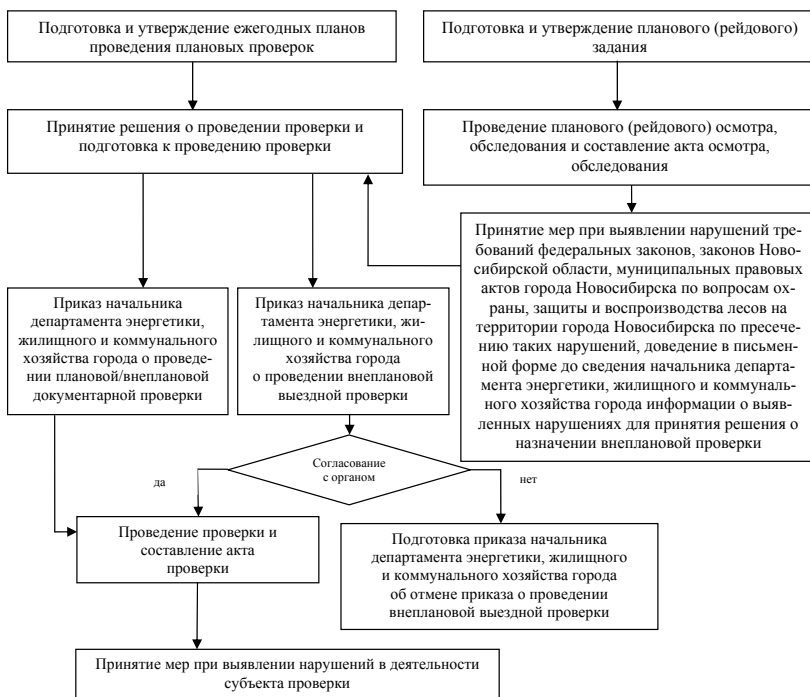 Подготовка и утверждение ежегодных планов
проведения плановых проверок
Подготовка и утверждение планового (рейдового)
задания
Принятие решения о проведении проверки и
подготовка к проведению проверки
Проведение планового (рейдового) осмотра,
обследования и составление акта осмотра,
обследования
Принятие мер при выявлении нарушений тре-
бований федеральных законов, законов Ново-
сибирской области, муниципальных правовых
актов города Новосибирска по вопросам ох-
раны, защиты и воспроизводства лесов на
территории города Новосибирска по пресече-
нию таких нарушений, доведение в письмен-
ной форме до сведения начальника департа-
мента энергетики, жилищного и коммуналь-
ного хозяйства города информации о выяв-
ленных нарушениях для принятия решения о
назначении внеплановой проверки
Приказ начальника
департамента энергетики,
жилищного и коммунального
хозяйства города о проведе-
нии плановой/внеплановой
документарной проверки
Приказ начальника депар-
тамента энергетики, жи-
лищного и коммунального
хозяйства города
о проведении внеплановой
выездной проверки
Согласование
с органом
да
нет
Проведение проверки и
составление акта
проверки
Подготовка приказа начальника
департамента энергетики, жилищного
и коммунального хозяйства города
об отмене приказа о проведении
внеплановой выездной проверки
Принятие мер при выявлении нарушений в деятельности
субъекта проверки